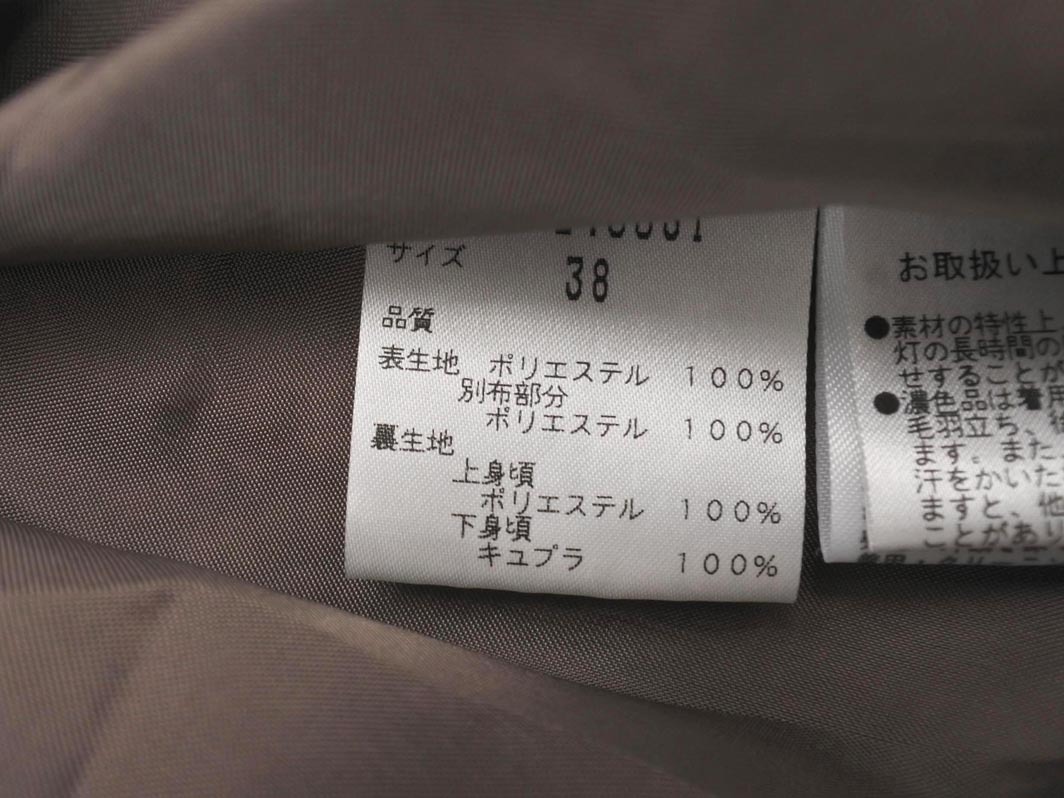 サイズ 38
品質
表生地 ポリエステル 100%
別布部分
ポリエステル 100%
裏生地
上身頃
ポリエステル 100%
下身頃
キュプラ 100%
お取扱い上
●素材の特性上
灯の長時間の
せすることが
●濃色品は着用
毛羽立ち、
ます。また、
汗をかいた
ますと、他
ことがあり